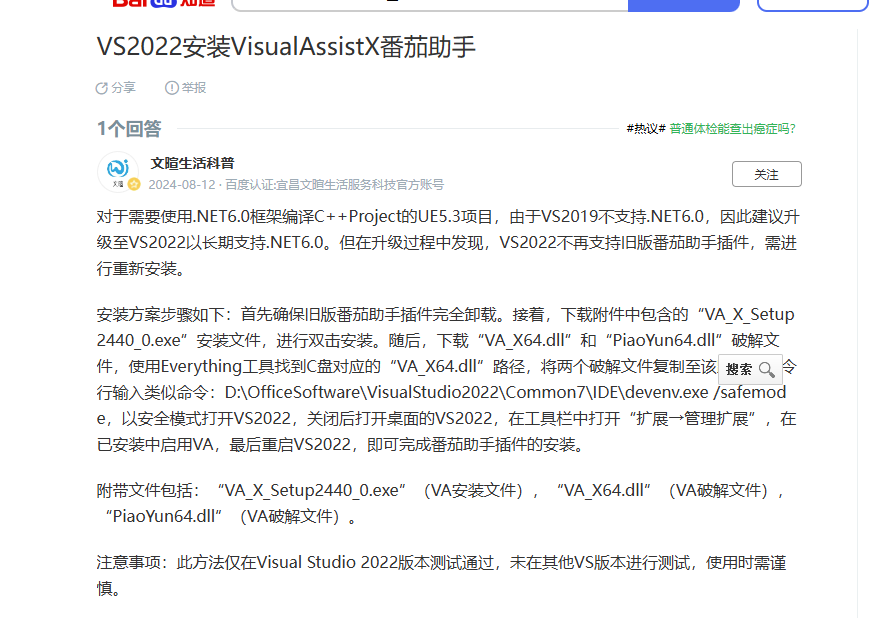 Bai 知道
VS2022安装VisualAssistX番茄助手
分享 举报
1个回答
#热议# 普通体检能查出癌症吗？
文暄生活科普
2024-08-12 · 百度认证:宜昌文暄生活服务科技官方账号
关注
对于需要使用.NET6.0框架编译C++Project的UE5.3项目，由于VS2019不支持.NET6.0，因此建议升
级至VS2022以长期支持.NET6.0。但在升级过程中发现，VS2022不再支持旧版番茄助手插件，需进
行重新安装。
安装方案步骤如下：首先确保旧版番茄助手插件完全卸载。接着，下载附件中包含的“VA_X_Setup
2440_0.exe”安装文件，进行双击安装。随后，下载“VA_X64.dll”和“PiaoYun64.dll”破解文
件，使用Everything工具找到C盘对应的“VA_X64.dll”路径，将两个破解文件复制至该 搜索 令
行输入类似命令：D:\OfficeSoftware\VisualStudio2022\Common7\IDE\devenv.exe /safemod
e，以安全模式打开VS2022，关闭后打开桌面的VS2022，在工具栏中打开“扩展→管理扩展”，在
已安装中启用VA，最后重启VS2022，即可完成番茄助手插件的安装。
附带文件包括：“VA_X_Setup2440_0.exe”（VA安装文件），“VA_X64.dll”（VA破解文件），
“PiaoYun64.dll”（VA破解文件）。
注意事项：此方法仅在Visual Studio 2022版本测试通过，未在其他VS版本进行测试，使用时需谨
慎。